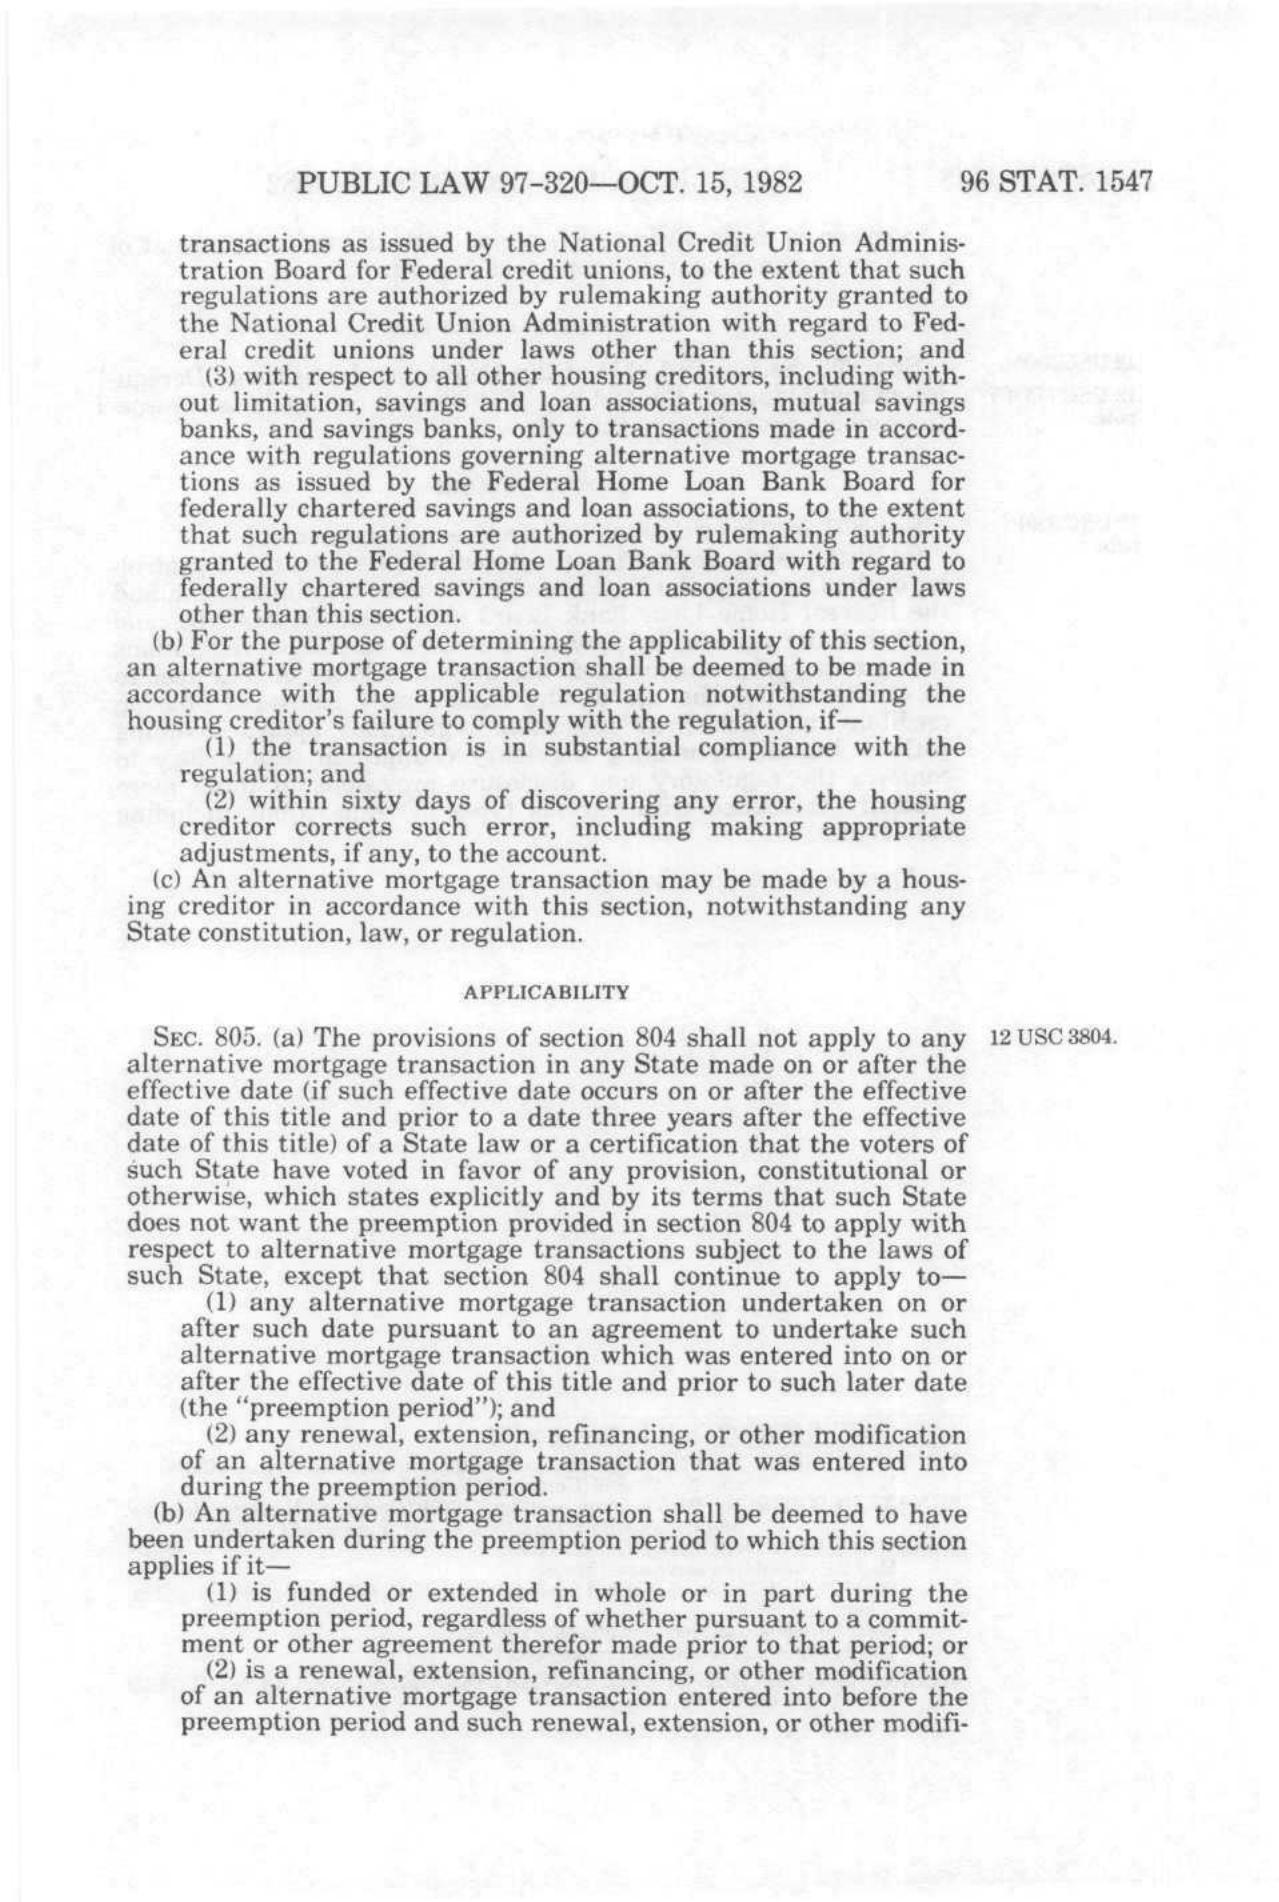 PUBLIC LAW 97-320—OCT. 15, 1982 96 STAT. 1547
transactions as issued by the National Credit Union Adminis-
tration Board for Federal credit unions, to the extent that such
regulations are authorized by rulemaking authority granted to
the National Credit Union Administration with regard to Fed-
eral credit unions under laws other than this section; and
(3) with respect to all other housing creditors, including with-
out limitation, savings and loan associations, mutual savings
banks, and savings banks, only to transactions made in accord-
ance with regulations governing alternative mortgage transac-
tions as issued by the Federal Home Loan Bank Board for
federally chartered savings and loan associations, to the extent
that such regulations are authorized by rulemaking authority
granted to the Federal Home Loan Bank Board with regard to
federally chartered savings and loan associations under laws
other than this section.
(b) For the purpose of determining the applicability of this section,
an alternative mortgage transaction shall be deemed to be made in
accordance with the applicable regulation notwithstanding the
housing creditor's failure to comply with the regulation, if—
(1) the transaction is in substantial compliance with the
regulation; and
(2) within sixty days of discovering any error, the housing
creditor corrects such error, including making appropriate
adjustments, if any, to the account.
(c) An alternative mortgage transaction may be made by a hous-
ing creditor in accordance with this section, notwithstanding any
State constitution, law, or regulation.
APPLICABILITY
SEC. 805. (a) The provisions of section 804 shall not apply to any 12 USC 3804.
alternative mortgage transaction in any State made on or after the
effective date (if such effective date occurs on or after the effective
date of this title and prior to a date three years after the effective
date of this title) of a State law or a certification that the voters of
such State have voted in favor of any provision, constitutional or
otherwise, which states explicitly and by its terms that such State
does not want the preemption provided in section 804 to apply with
respect to alternative mortgage transactions subject to the laws of
such State, except that section 804 shall continue to apply to—
(1) any alternative mortgage transaction undertaken on or
after such date pursuant to an agreement to undertake such
alternative mortgage transaction which was entered into on or
after the effective date of this title and prior to such later date
(the "preemption period"); and
(2) any renewal, extension, refinancing, or other modification
of an alternative mortgage transaction that was entered into
during the preemption period.
(b) An alternative mortgage transaction shall be deemed to have
been undertaken during the preemption period to which this section
applies if it—
(1) is funded or extended in whole or in part during the
preemption period, regardless of whether pursuant to a commit-
ment or other agreement therefor made prior to that period; or
(2) is a renewal, extension, refinancing, or other modification
of an alternative mortgage transaction entered into before the
preemption period and such renewal, extension, or other modifi-